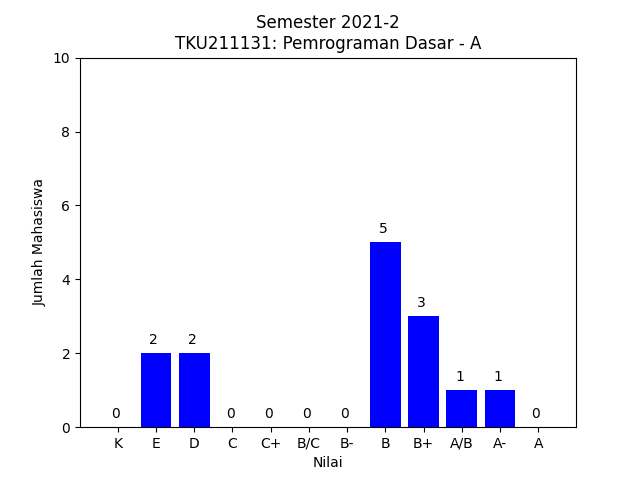 Semester 2021-2
TKU211131: Pemrograman Dasar - A
10
8
6
4
2
0
Jumlah Mahasiswa
0 2 2 0 0 0 0 5 3 1 1 0
K E D C C+ B/C B- B B+ A/B A- A
Nilai